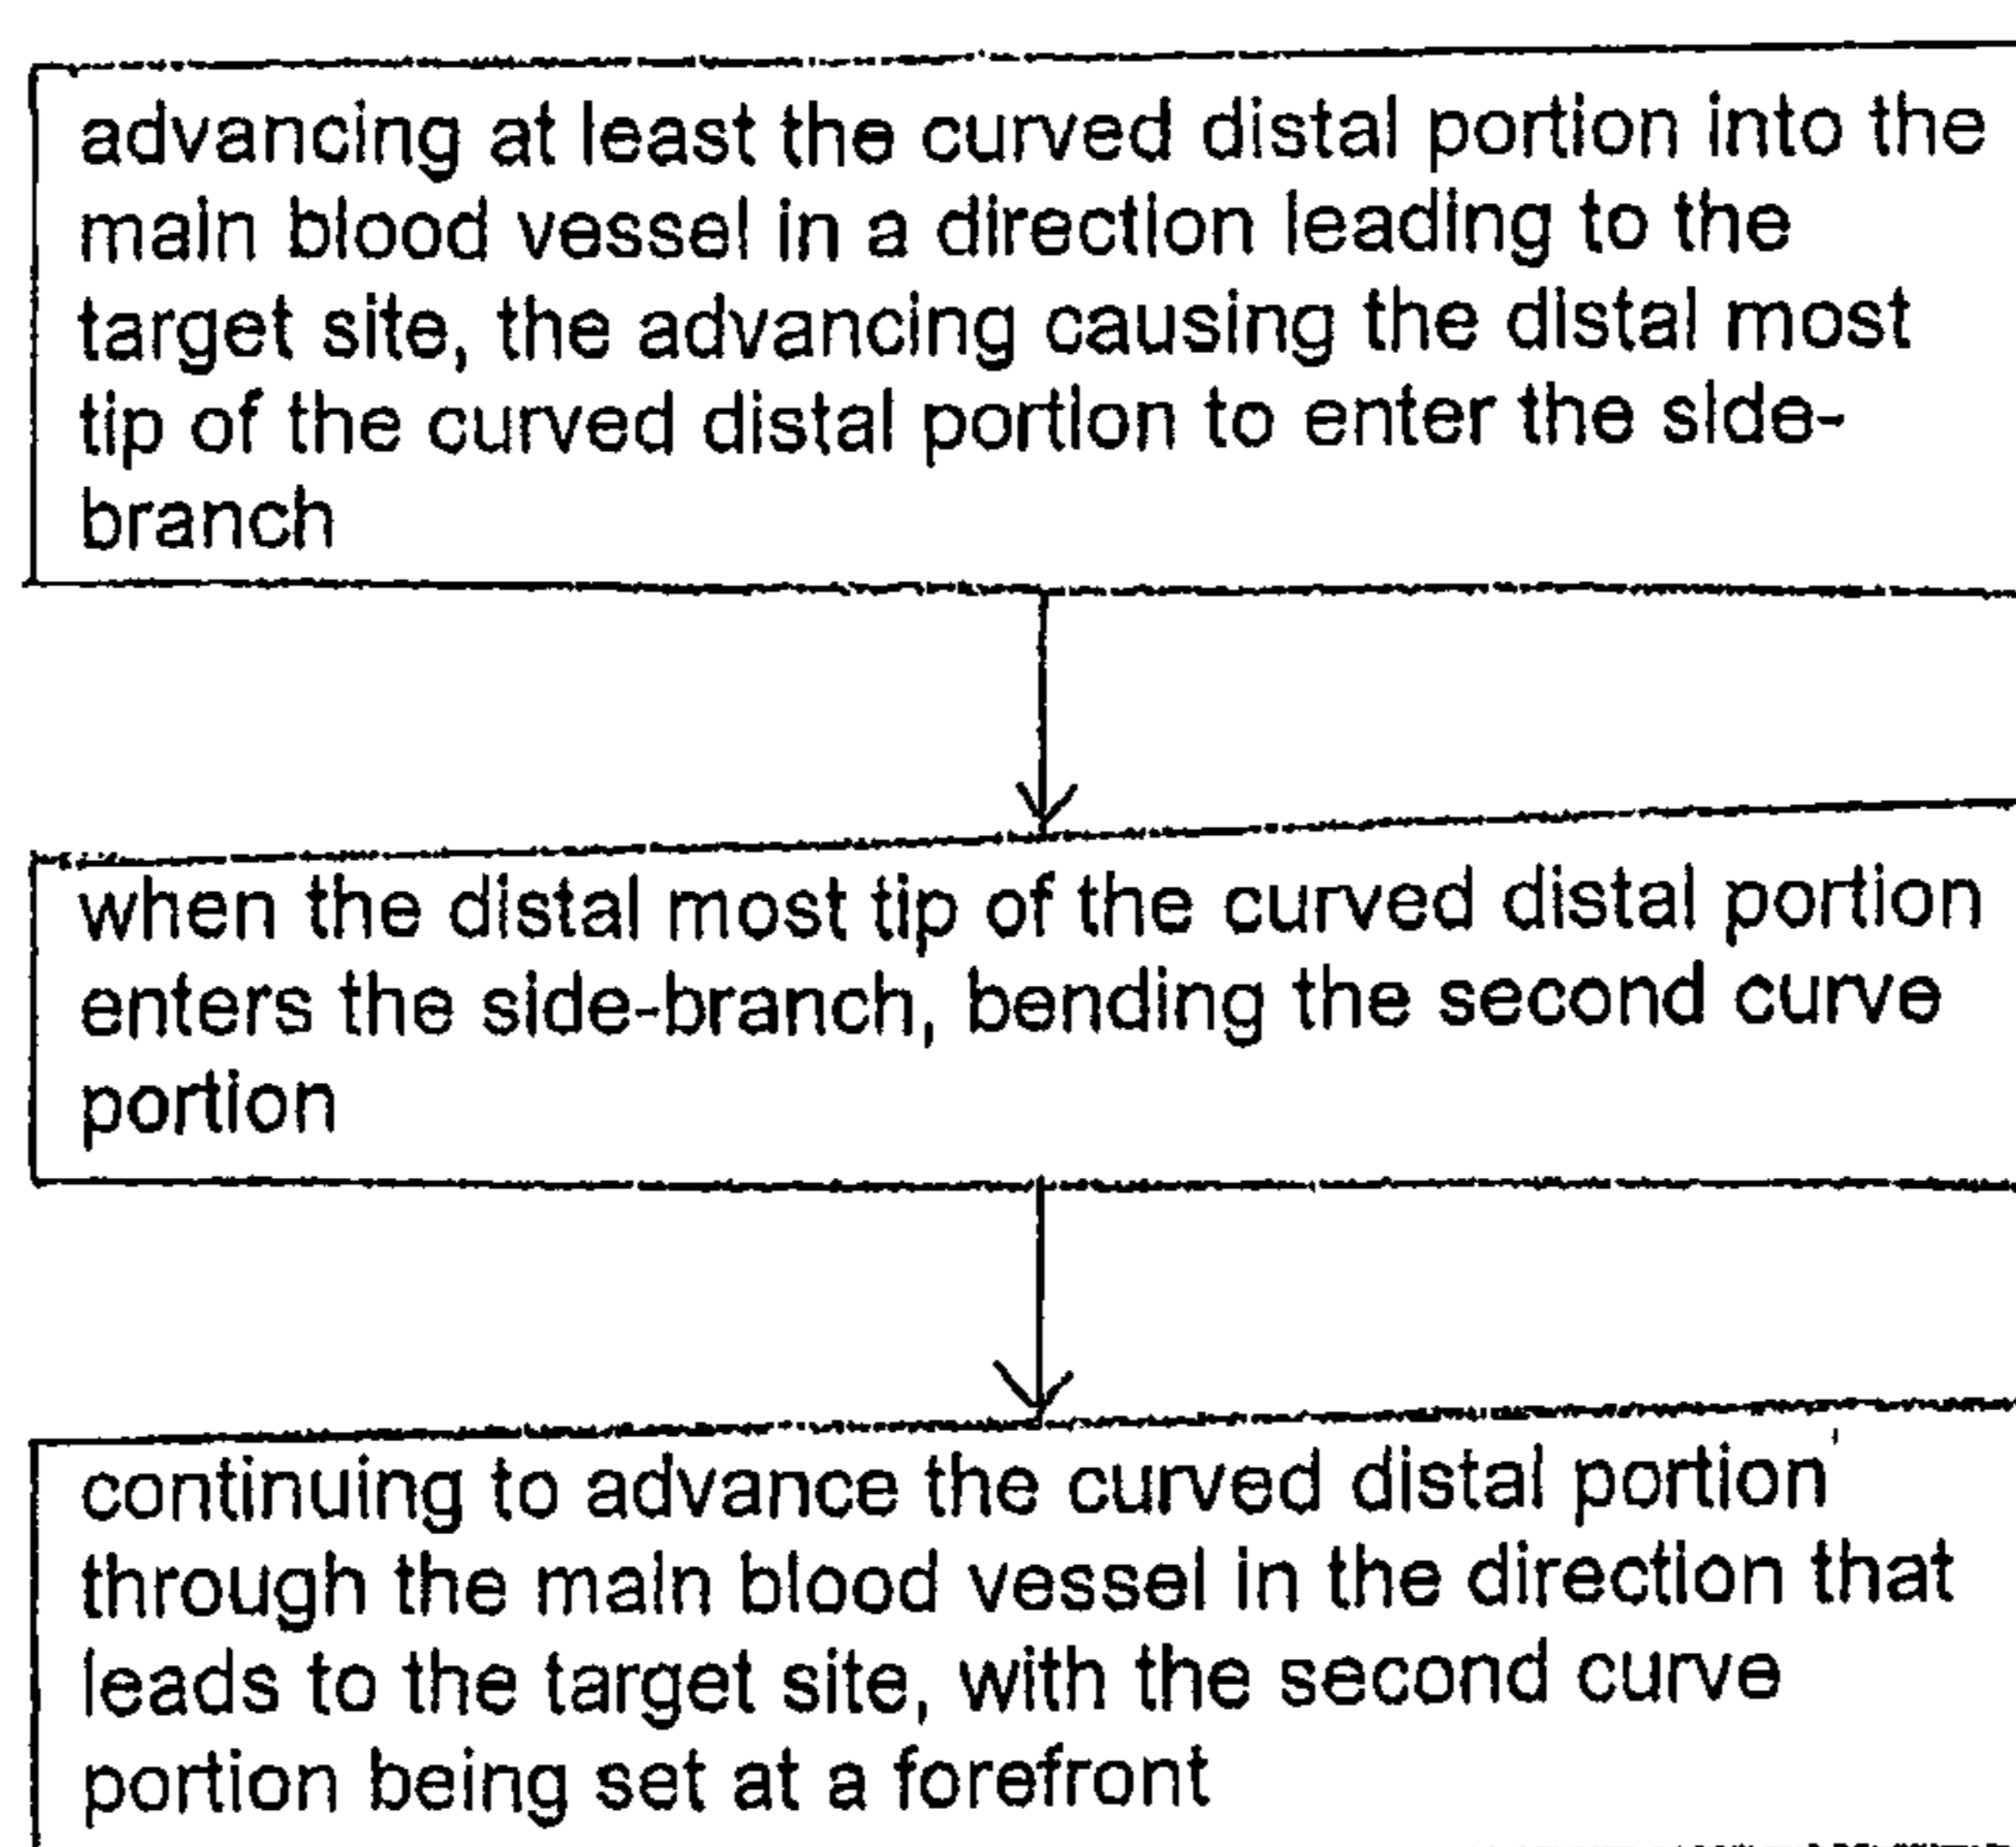 advancing at least the curved distal portion into the
main blood vessel in a direction leading to the
target site, the advancing causing the distal most
tip of the curved distal portion to enter the side-
branch
when the distal most tip of the curved distal portion
enters the side-branch, bending the second curve
portion
continuing to advance the curved distal portion
through the main blood vessel in the direction that
leads to the target site, with the second curve
portion being set at a forefront